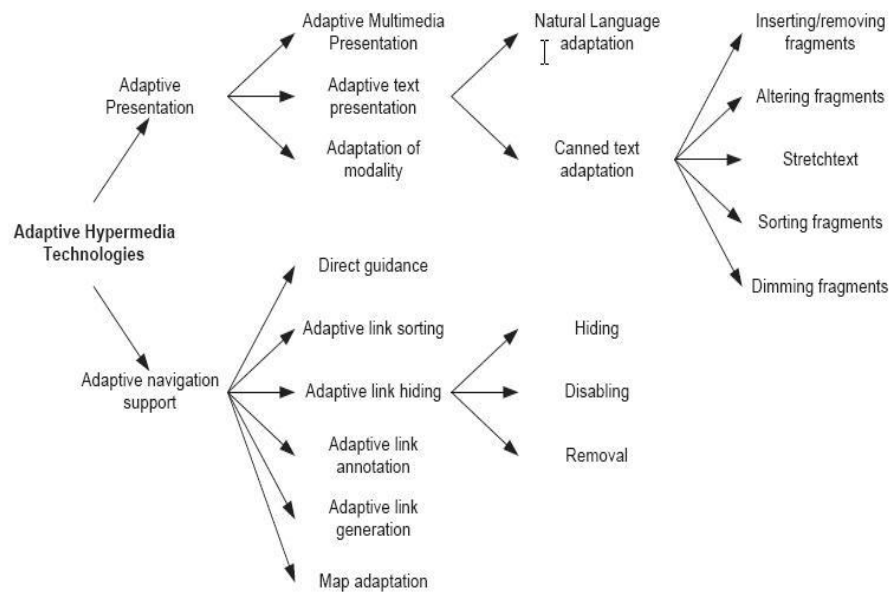 Adaptive Multimedia
Presentation
Natural Language
adaptation
Inserting/removing
fragments
Adaptive
Presentation
Adaptive text
presentation
Altering fragments
Adaptation of
modality
Canned text
adaptation
Stretchtext
Sorting fragments
Dimming fragments
Adaptive Hypermedia
Technologies
Direct guidance
Adaptive link sorting
Hiding
Adaptive navigation
support
Adaptive link hiding
Disabling
Adaptive link
annotation
Removal
Adaptive link
generation
Map adaptation